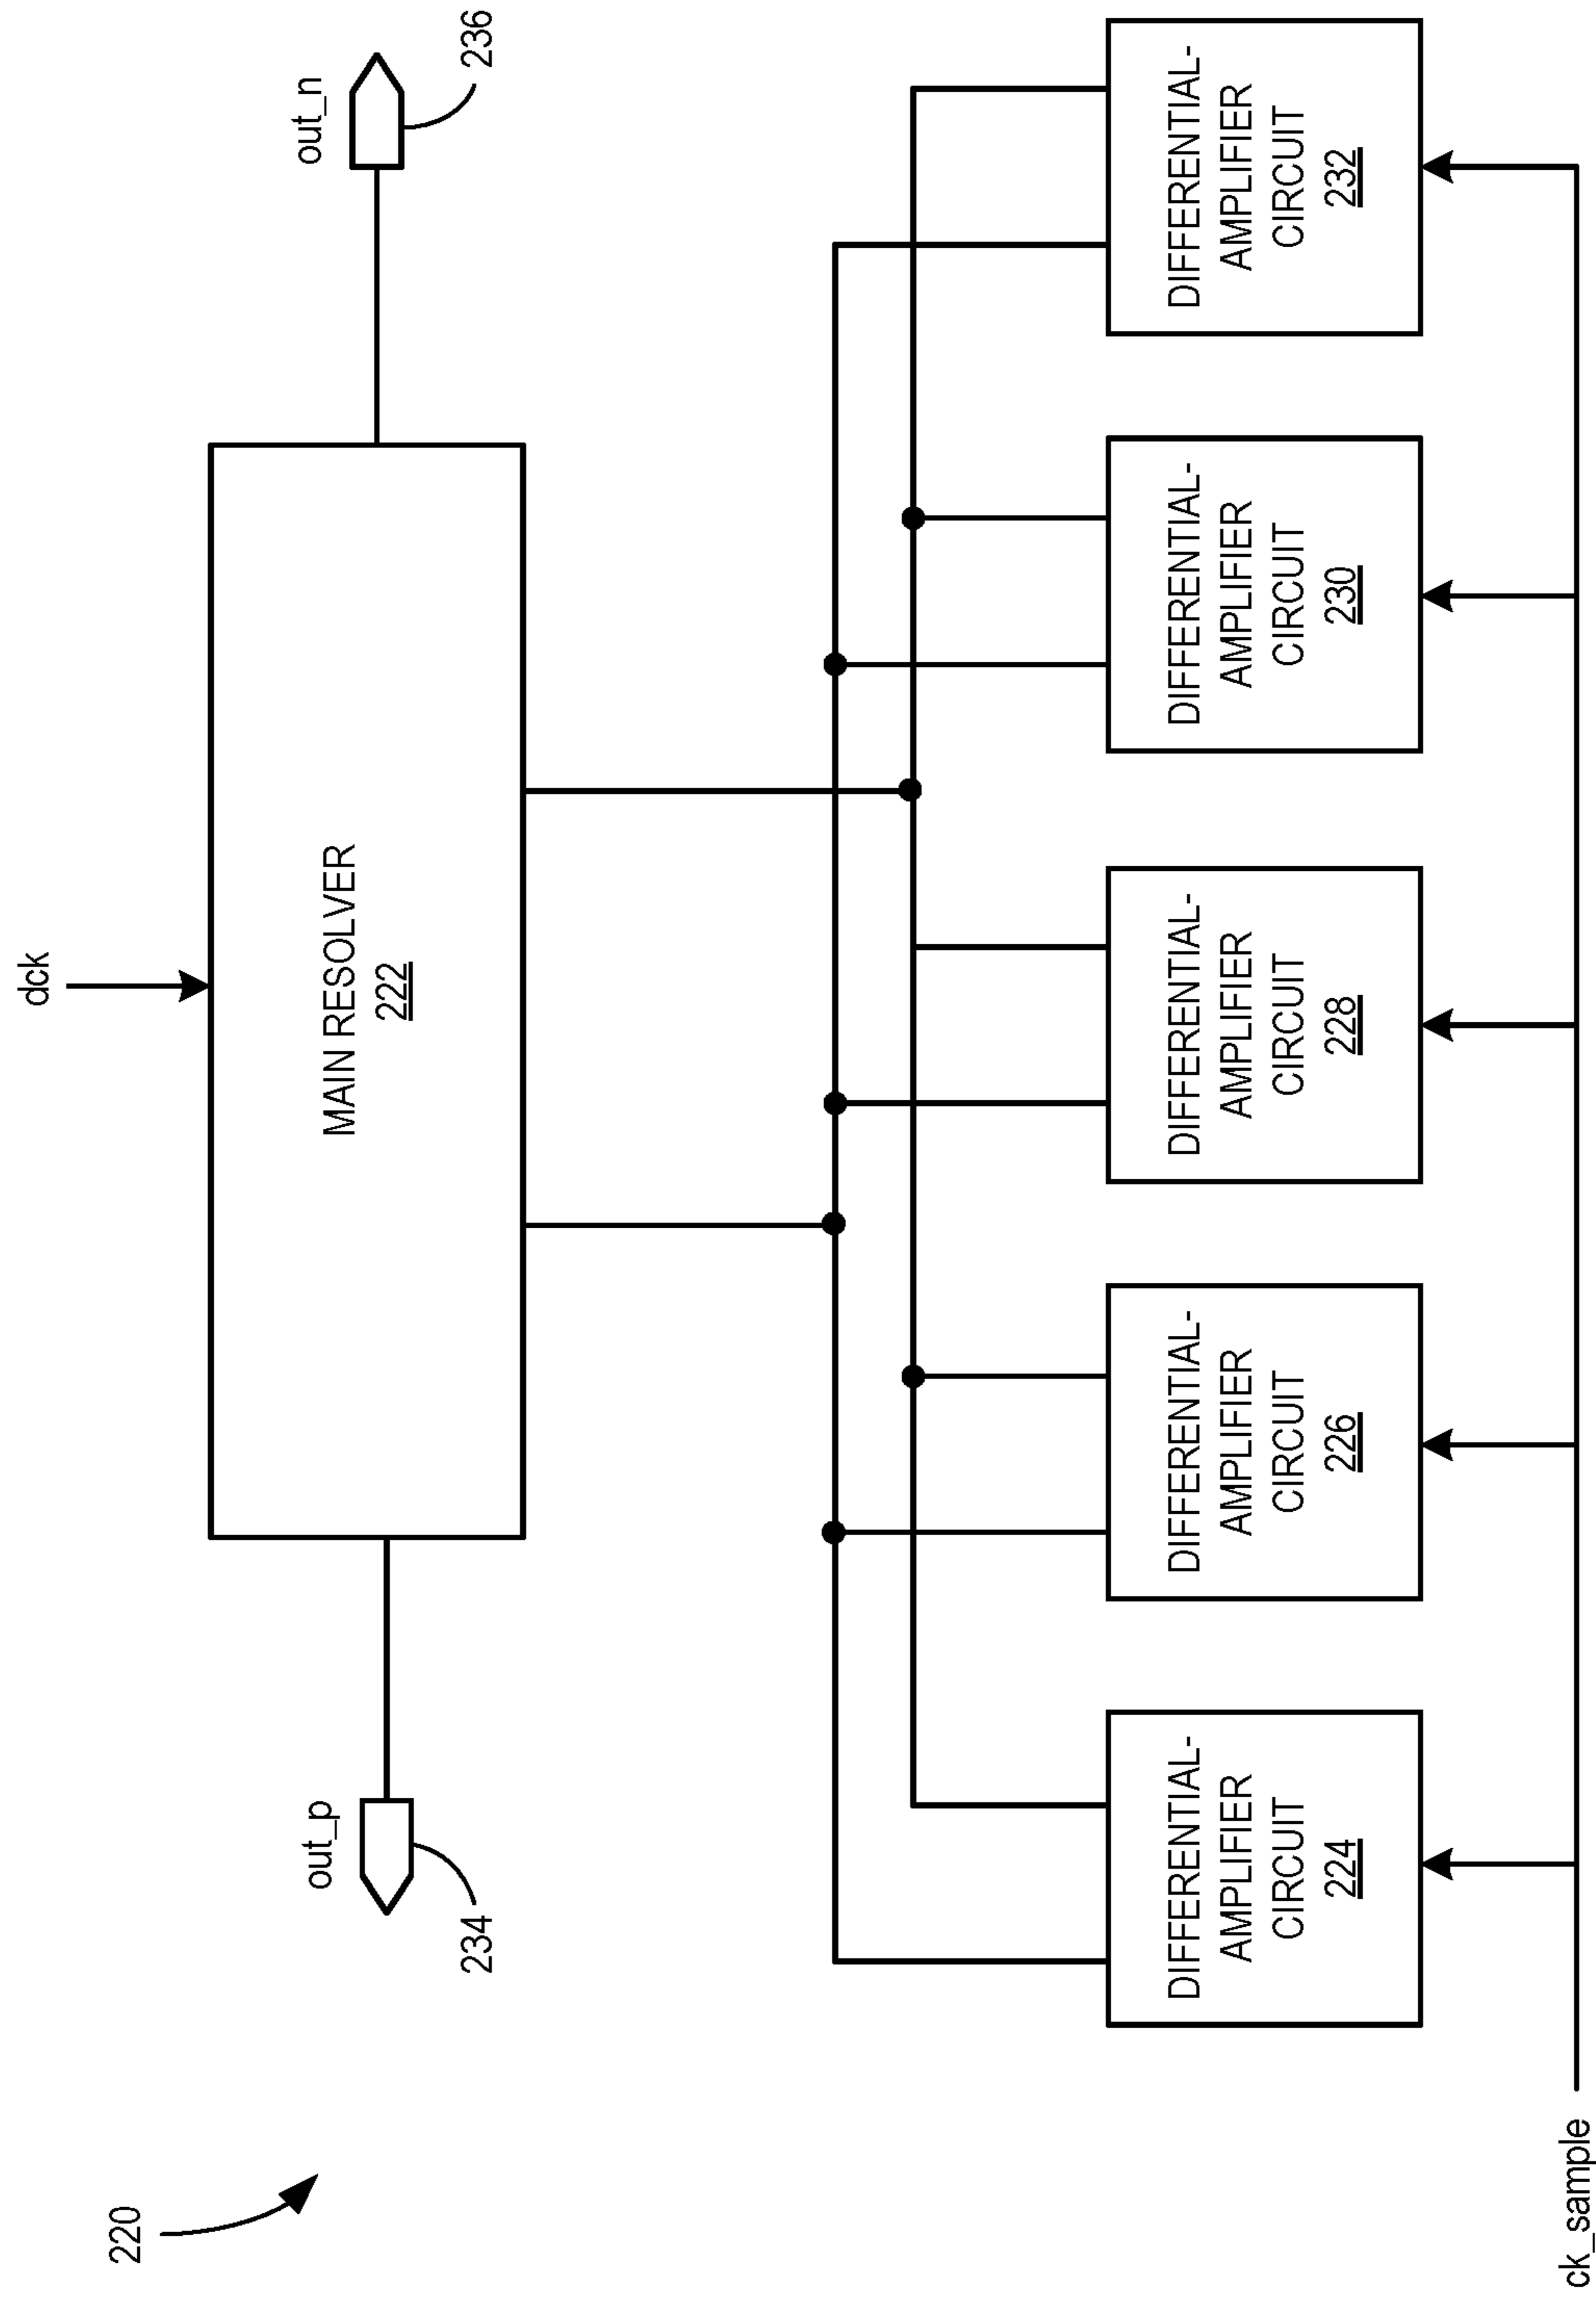 220
dck
out_p
234
out_n
236
MAIN RESOLVER
222
DIFFERENTIAL-
AMPLIFIER
CIRCUIT
224
DIFFERENTIAL-
AMPLIFIER
CIRCUIT
226
DIFFERENTIAL-
AMPLIFIER
CIRCUIT
228
DIFFERENTIAL-
AMPLIFIER
CIRCUIT
230
DIFFERENTIAL-
AMPLIFIER
CIRCUIT
232
ck_sample